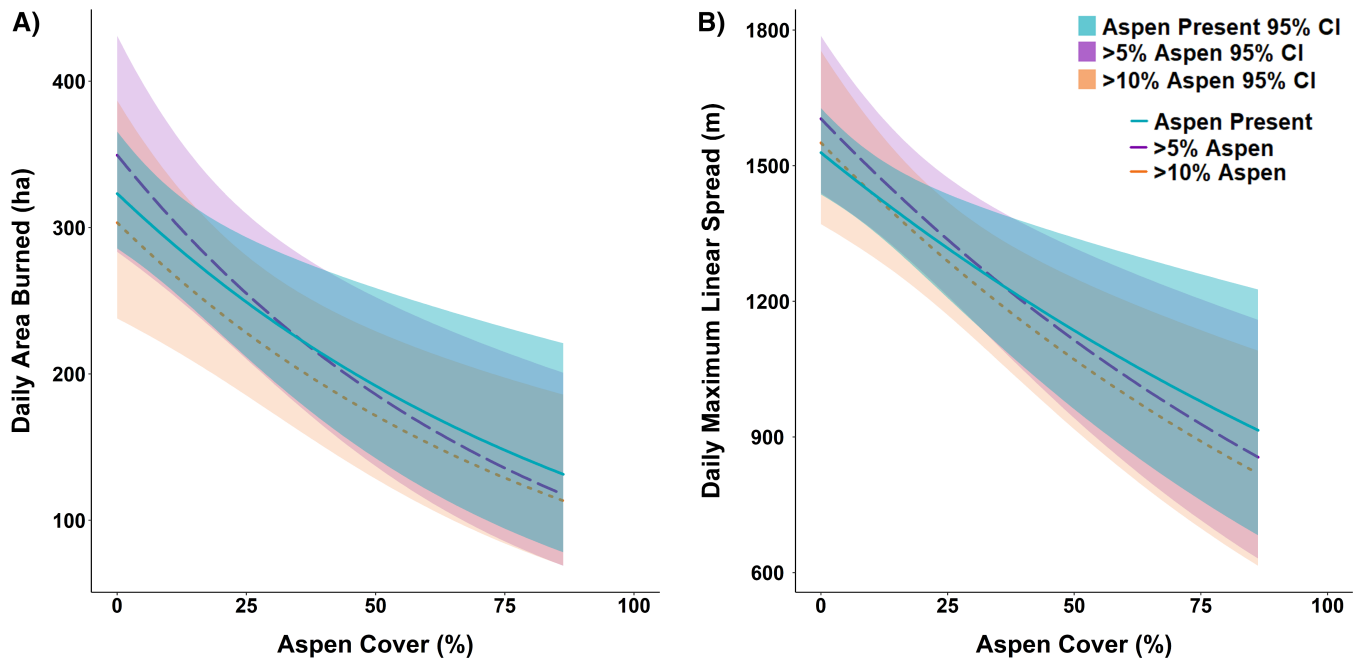 A)
Daily Area Burned (ha)
400
300
200
100
0
25
50
75
100
Aspen Cover (%)
B)
Daily Maximum Linear Spread (m)
1800
1500
1200
900
600
0
25
50
75
100
Aspen Cover (%)
Aspen Present 95% CI
>5% Aspen 95% CI
>10% Aspen 95% CI
Aspen Present
>5% Aspen
>10% Aspen